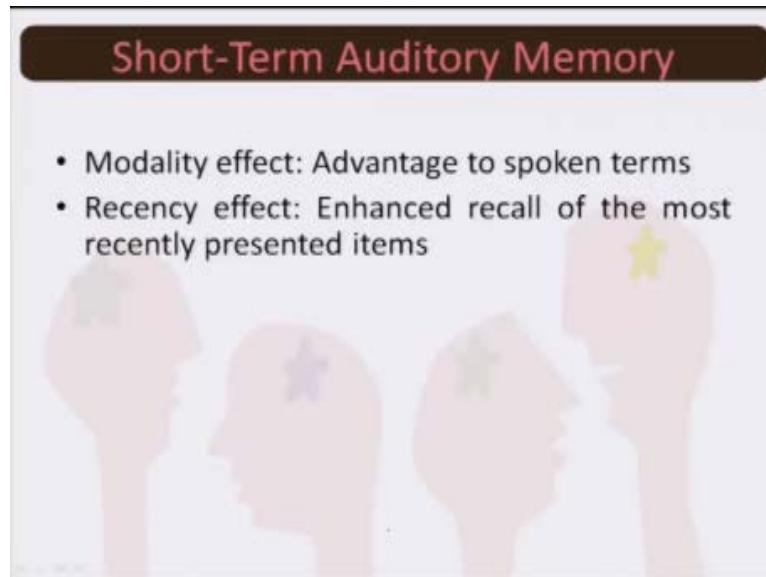 Short-Term Auditory Memory
• Modality effect: Advantage to spoken terms
• Recency effect: Enhanced recall of the most
recently presented items